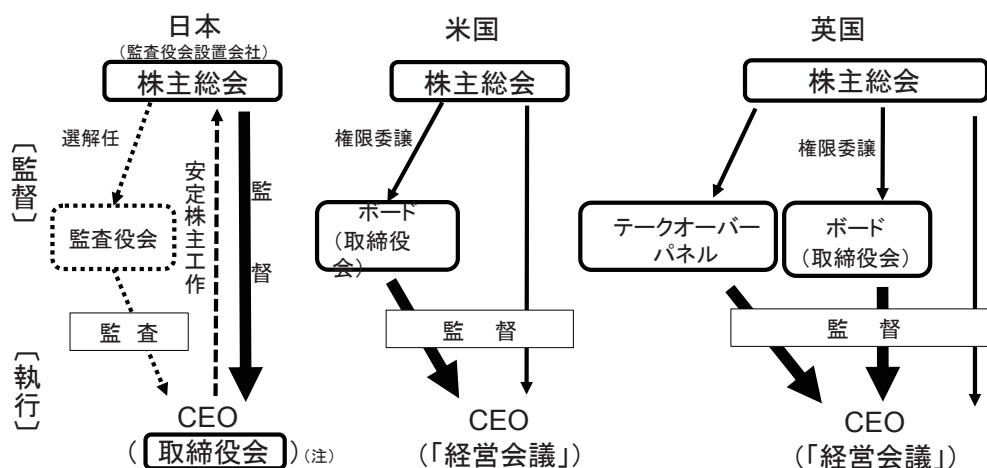 日本
(監査役会設置会社)
株主総会
選解任
〔監督〕
監査役会
安定株主工作
監督
監 査
〔執行〕
CEO
(取締役会)(注)
米国
株主総会
権限委譲
ボード
(取締役
会)
監 督
CEO
(「経営会議」)
英国
株主総会
権限委譲
テークオーバー
パネル
ボード
(取締役会)
監 督
CEO
(「経営会議」)